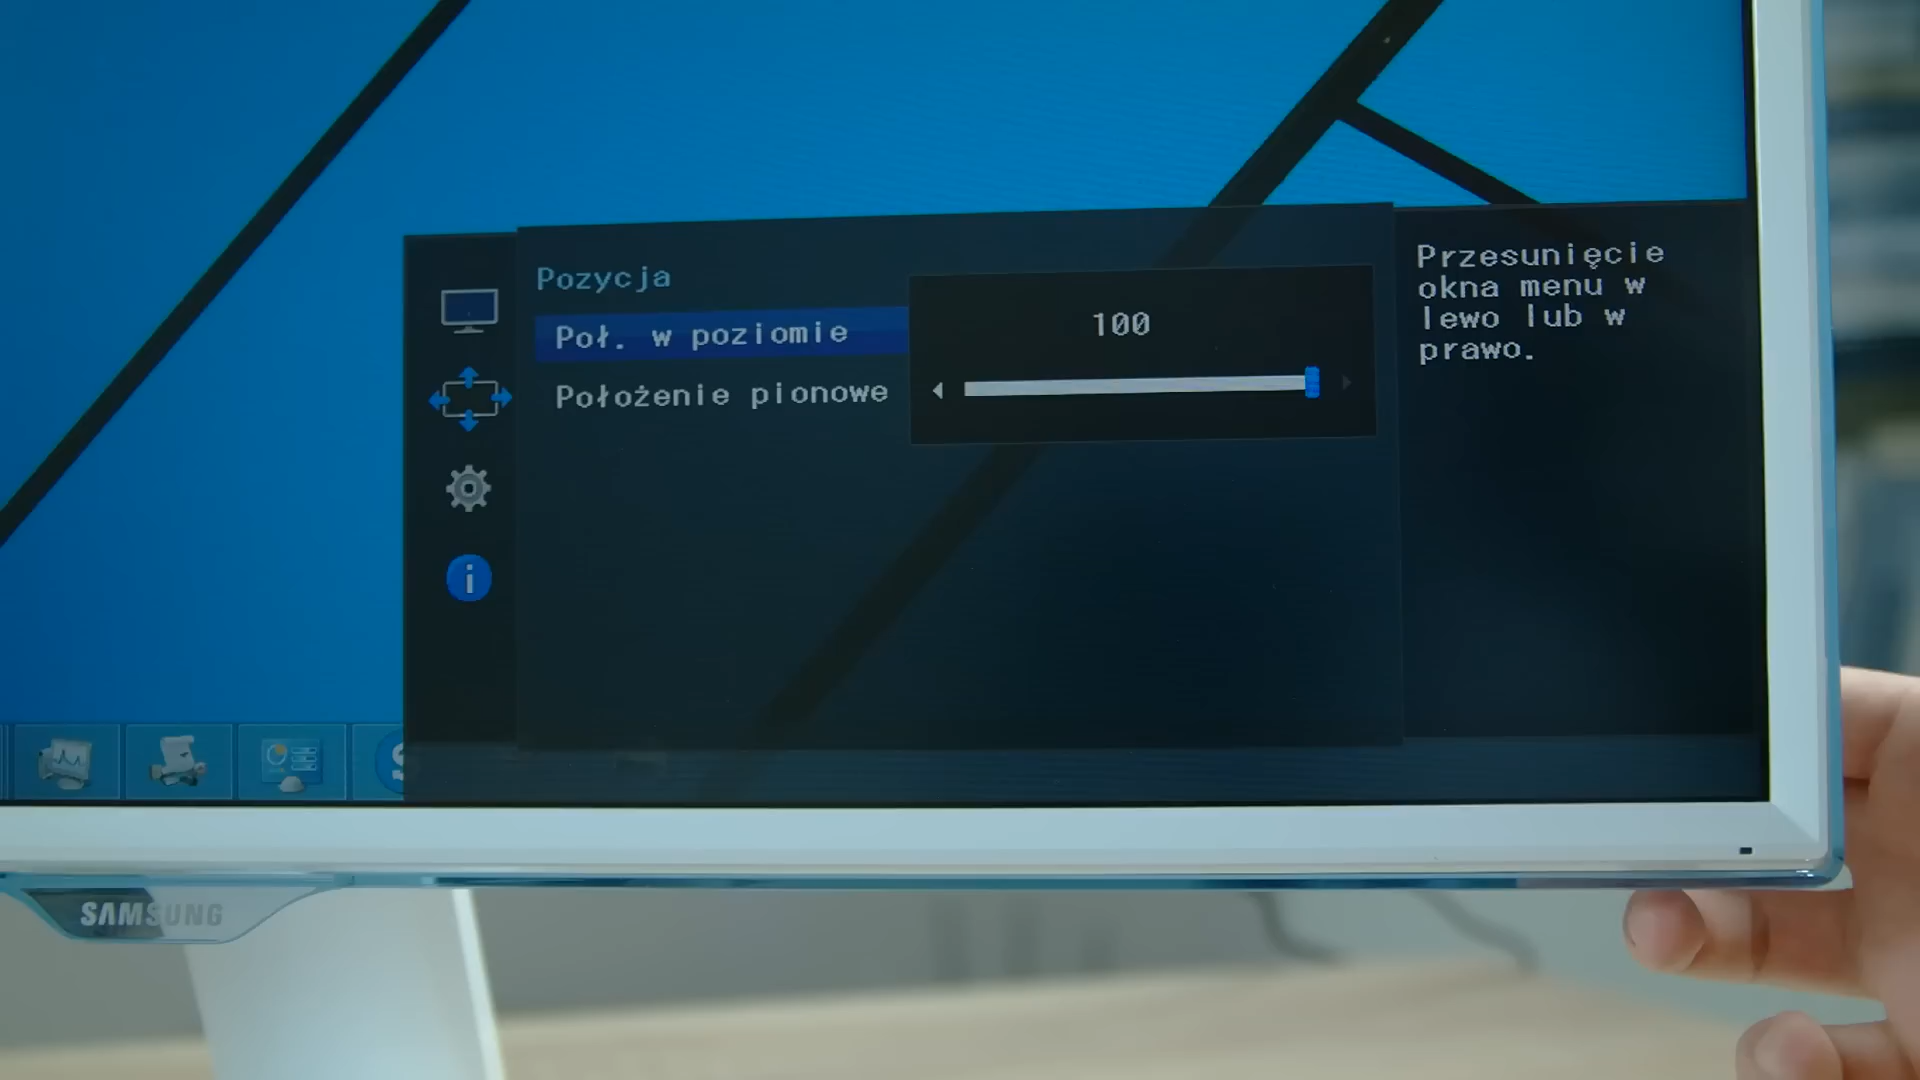 Pozycja
Poł. w poziomie
Położenie pionowe
100
Przesunięcie
okna menu w
lewo lub w
prawo.
i
S
SAMSUNG